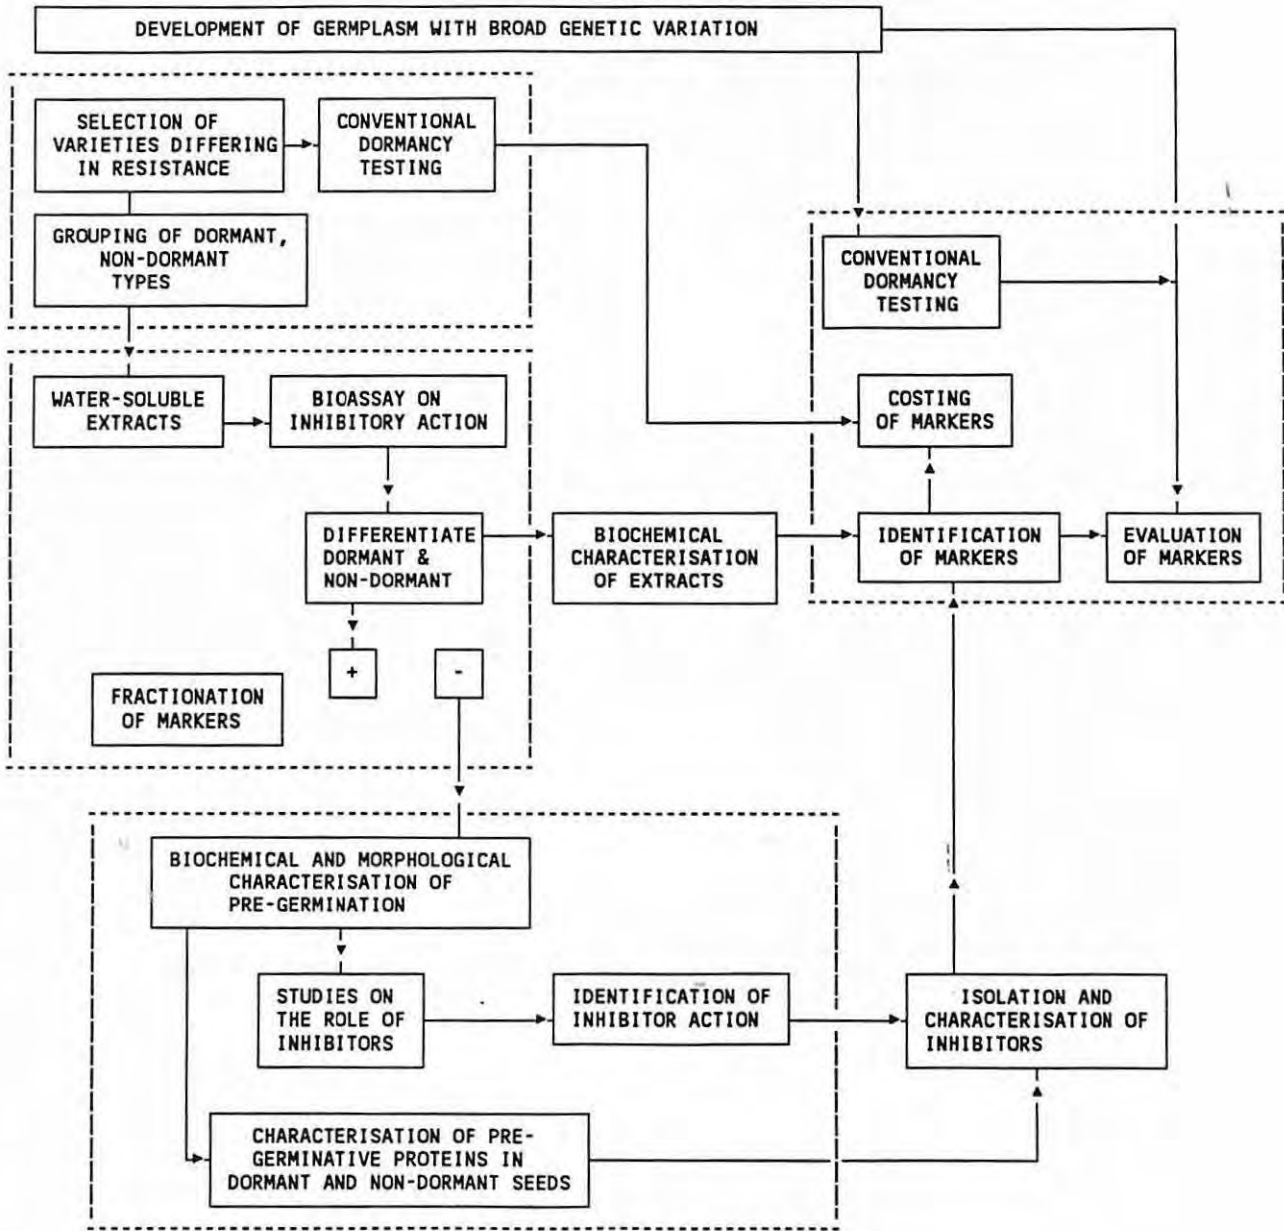 DEVELOPMENT OF GERMPLASM WITH BROAD GENETIC VARIATION
SELECTION OF
VARIETIES DIFFERING
IN RESISTANCE
CONVENTIONAL
DORMANCY
TESTING
GROUPING OF DORMANT,
NON-DORMANT
TYPES
CONVENTIONAL
DORMANCY
TESTING
WATER-SOLUBLE
EXTRACTS
BIOASSAY ON
INHIBITORY ACTION
COSTING
OF MARKERS
DIFFERENTIATE
DORMANT &
NON-DORMANT
BIOCHEMICAL
CHARACTERISATION
OF EXTRACTS
IDENTIFICATION
OF MARKERS
EVALUATION
OF MARKERS
+
-
FRACTIONATION
OF MARKERS
BIOCHEMICAL AND MORPHOLOGICAL
CHARACTERISATION OF
PRE-GERMINATION
STUDIES ON
THE ROLE OF
INHIBITORS
IDENTIFICATION OF
INHIBITOR ACTION
ISOLATION AND
CHARACTERISATION OF
INHIBITORS
CHARACTERISATION OF PRE-
GERMINATIVE PROTEINS IN
DORMANT AND NON-DORMANT SEEDS